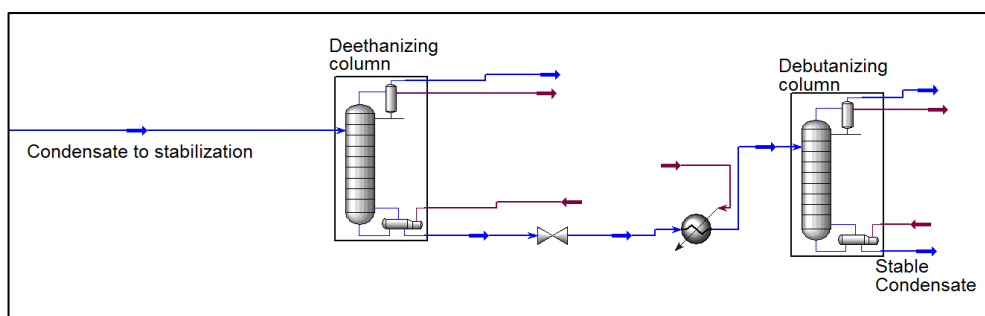 Deethanizing
column
Condensate to stabilization
Debutanizing
column
Stable
Condensate